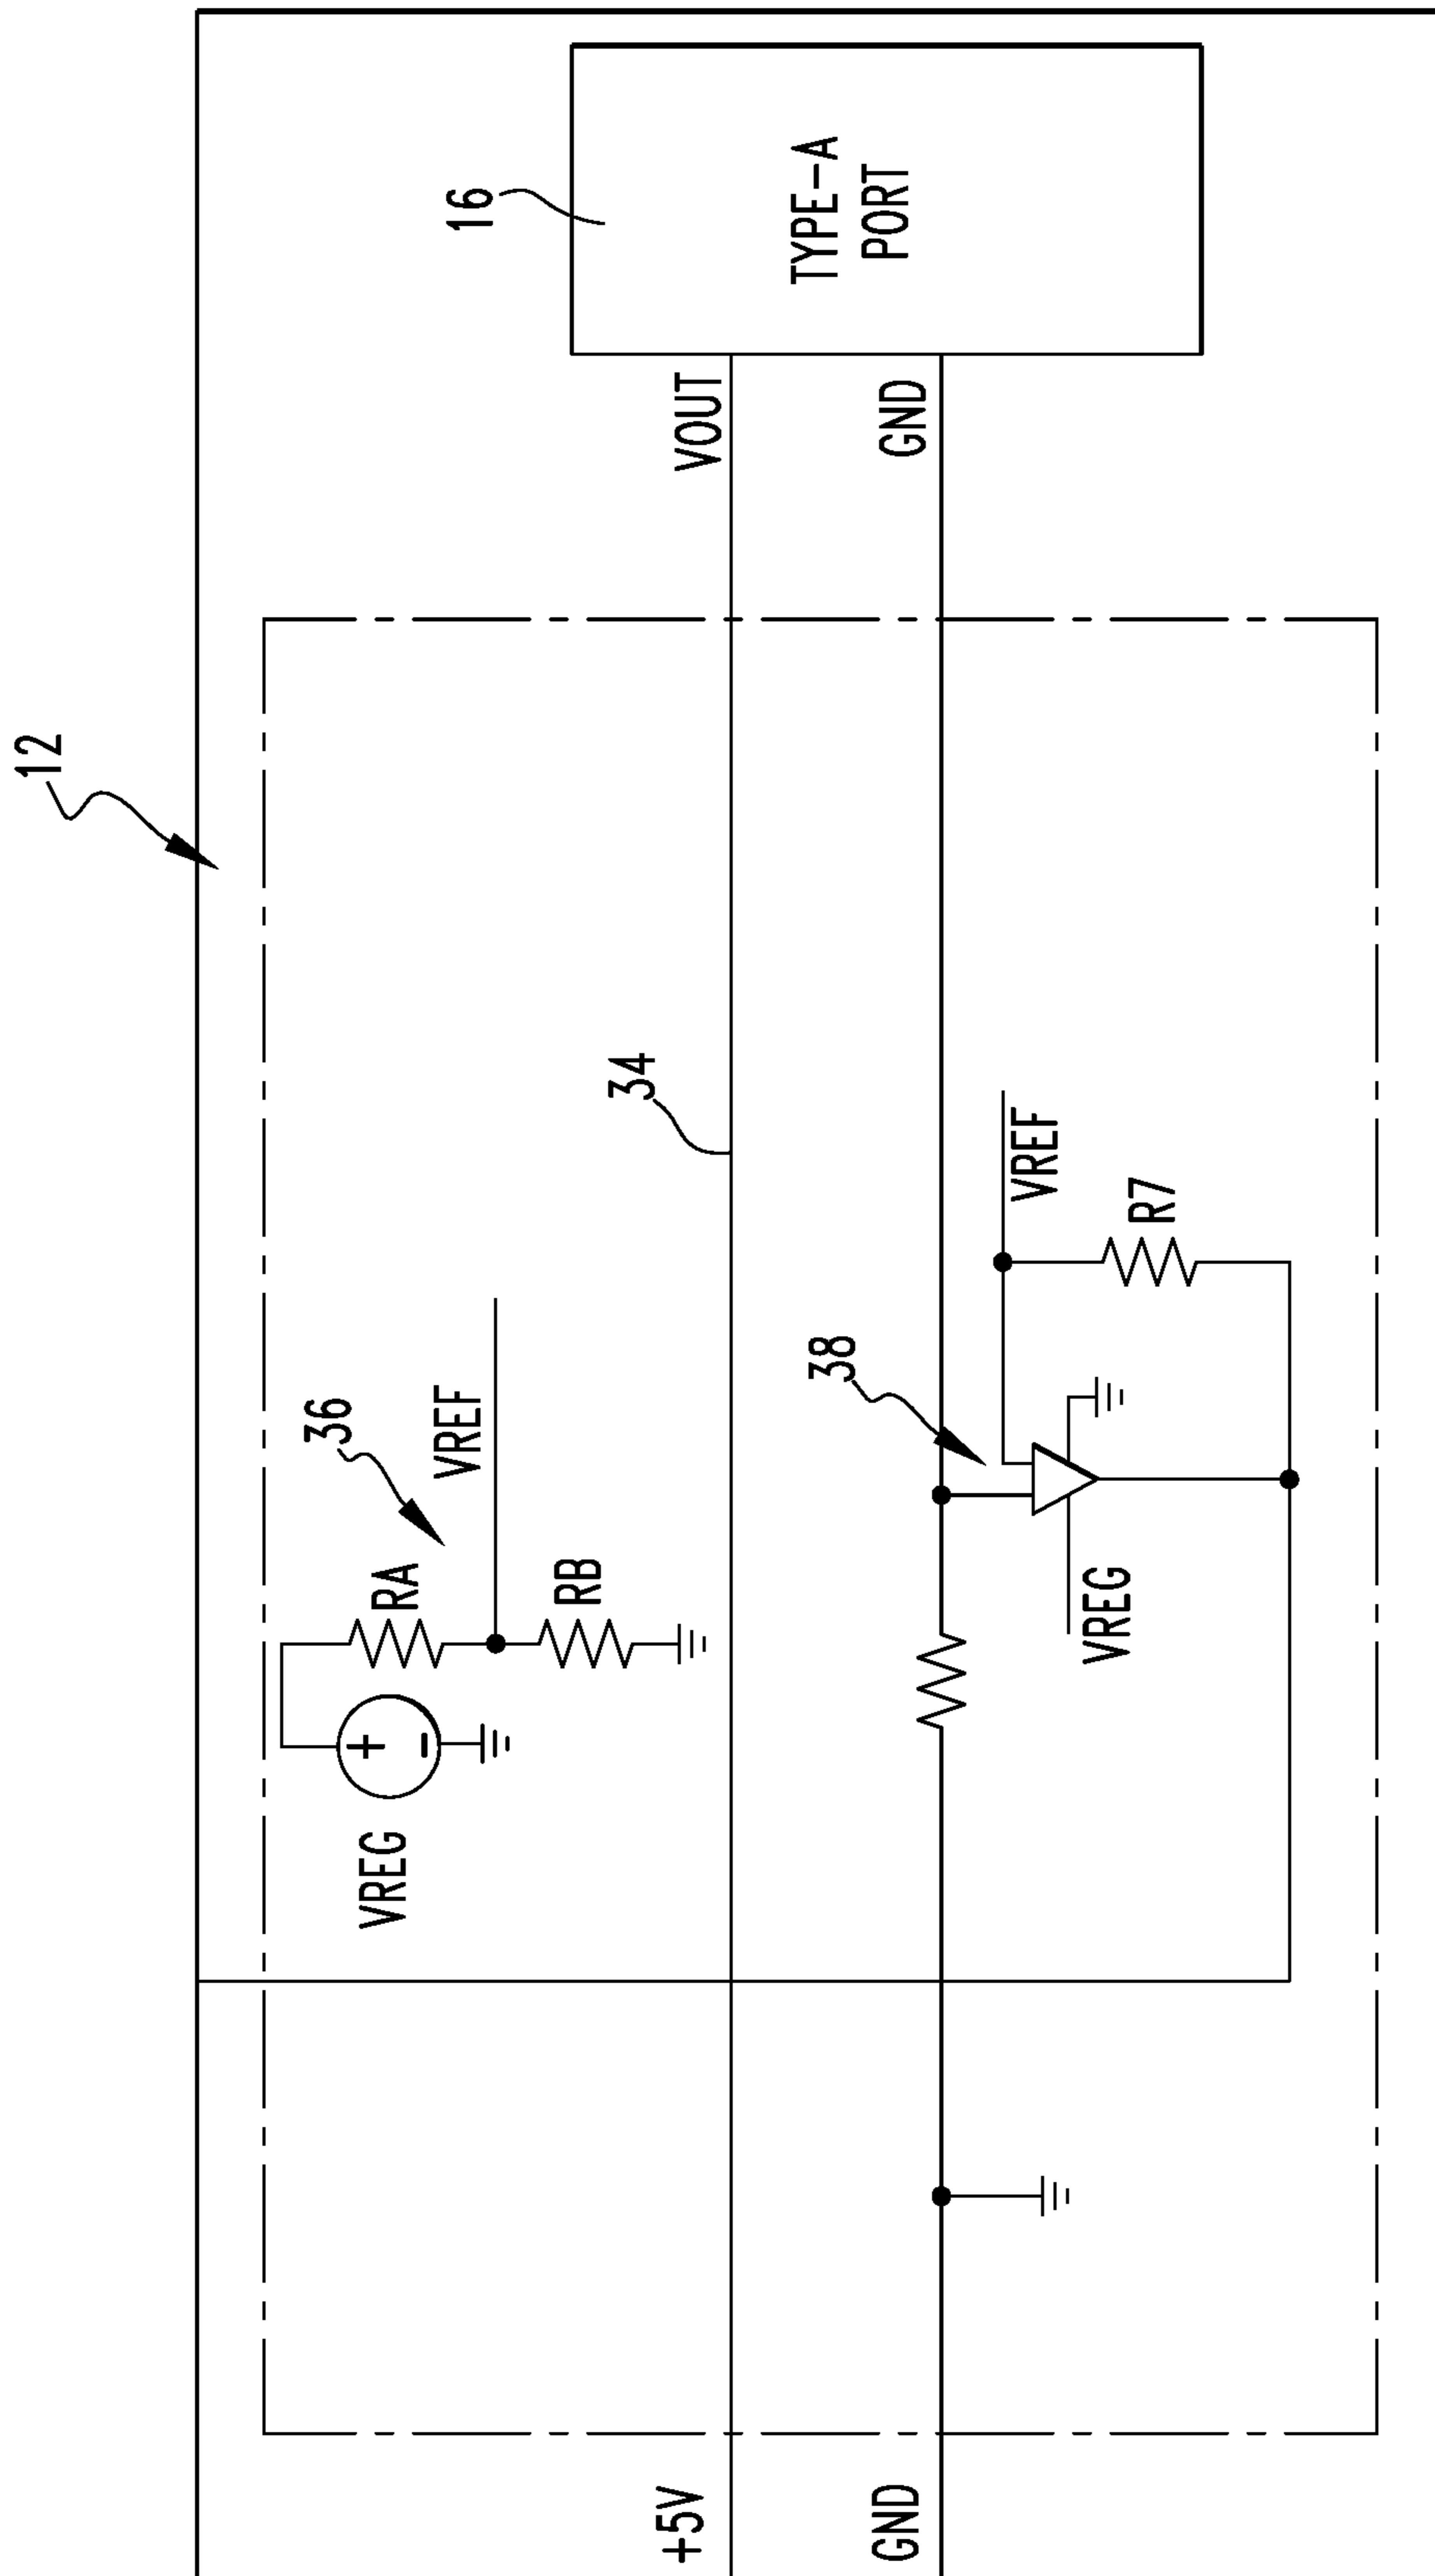 12
16
TYPE-A
PORT
VOUT
GND
34
36
VREF
RA
RB
+
-
VREG
38
VREF
R7
VREG
+5V
GND